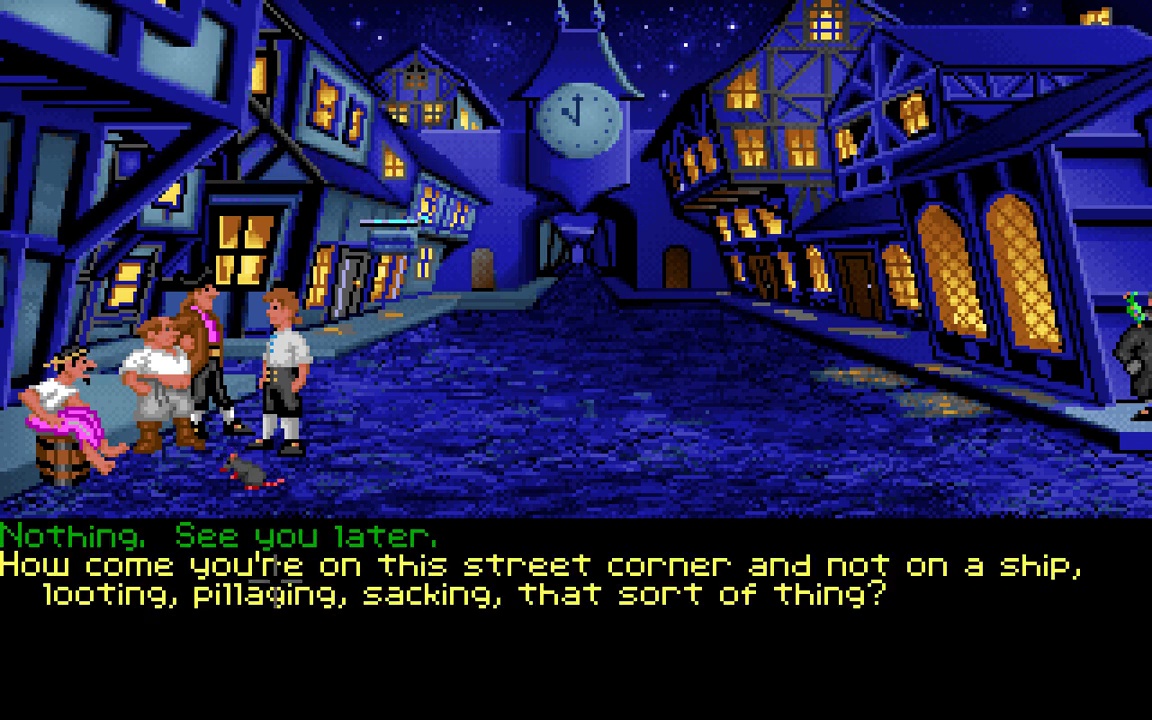 Nothing. See you later.
How come you're on this street corner and not on a ship,
looting, pillaging, sacking, that sort of thing?